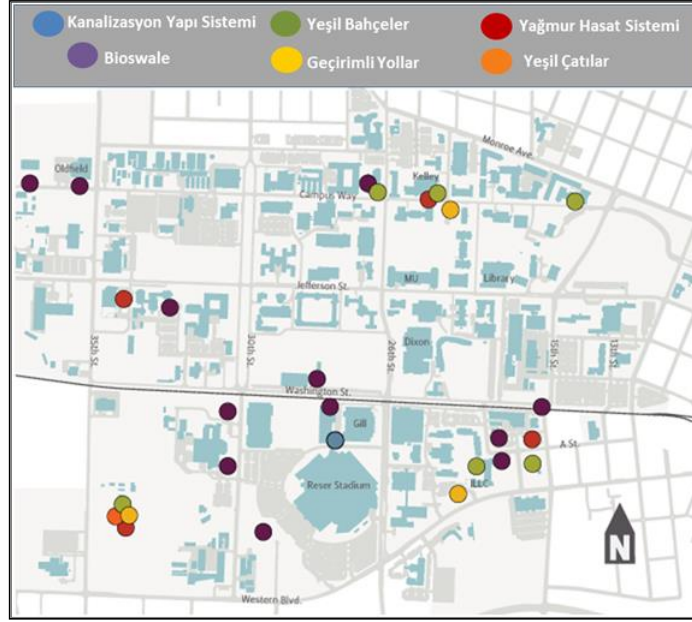 Kanalizasyon Yapı Sistemi
Yeşil Bahçeler
Yağmur Hasat Sistemi
Bioswale
Geçirimli Yollar
Yeşil Çatılar
Monroe Ave.
Oldfield
Kelley
Campus Way
Jefferson St.
MU
Library
35th St.
30th St.
26th St.
Dixon
15th St.
13th St.
Washington St.
Gill
A St.
Reser Stadium
ILLC
N
Western Blvd.